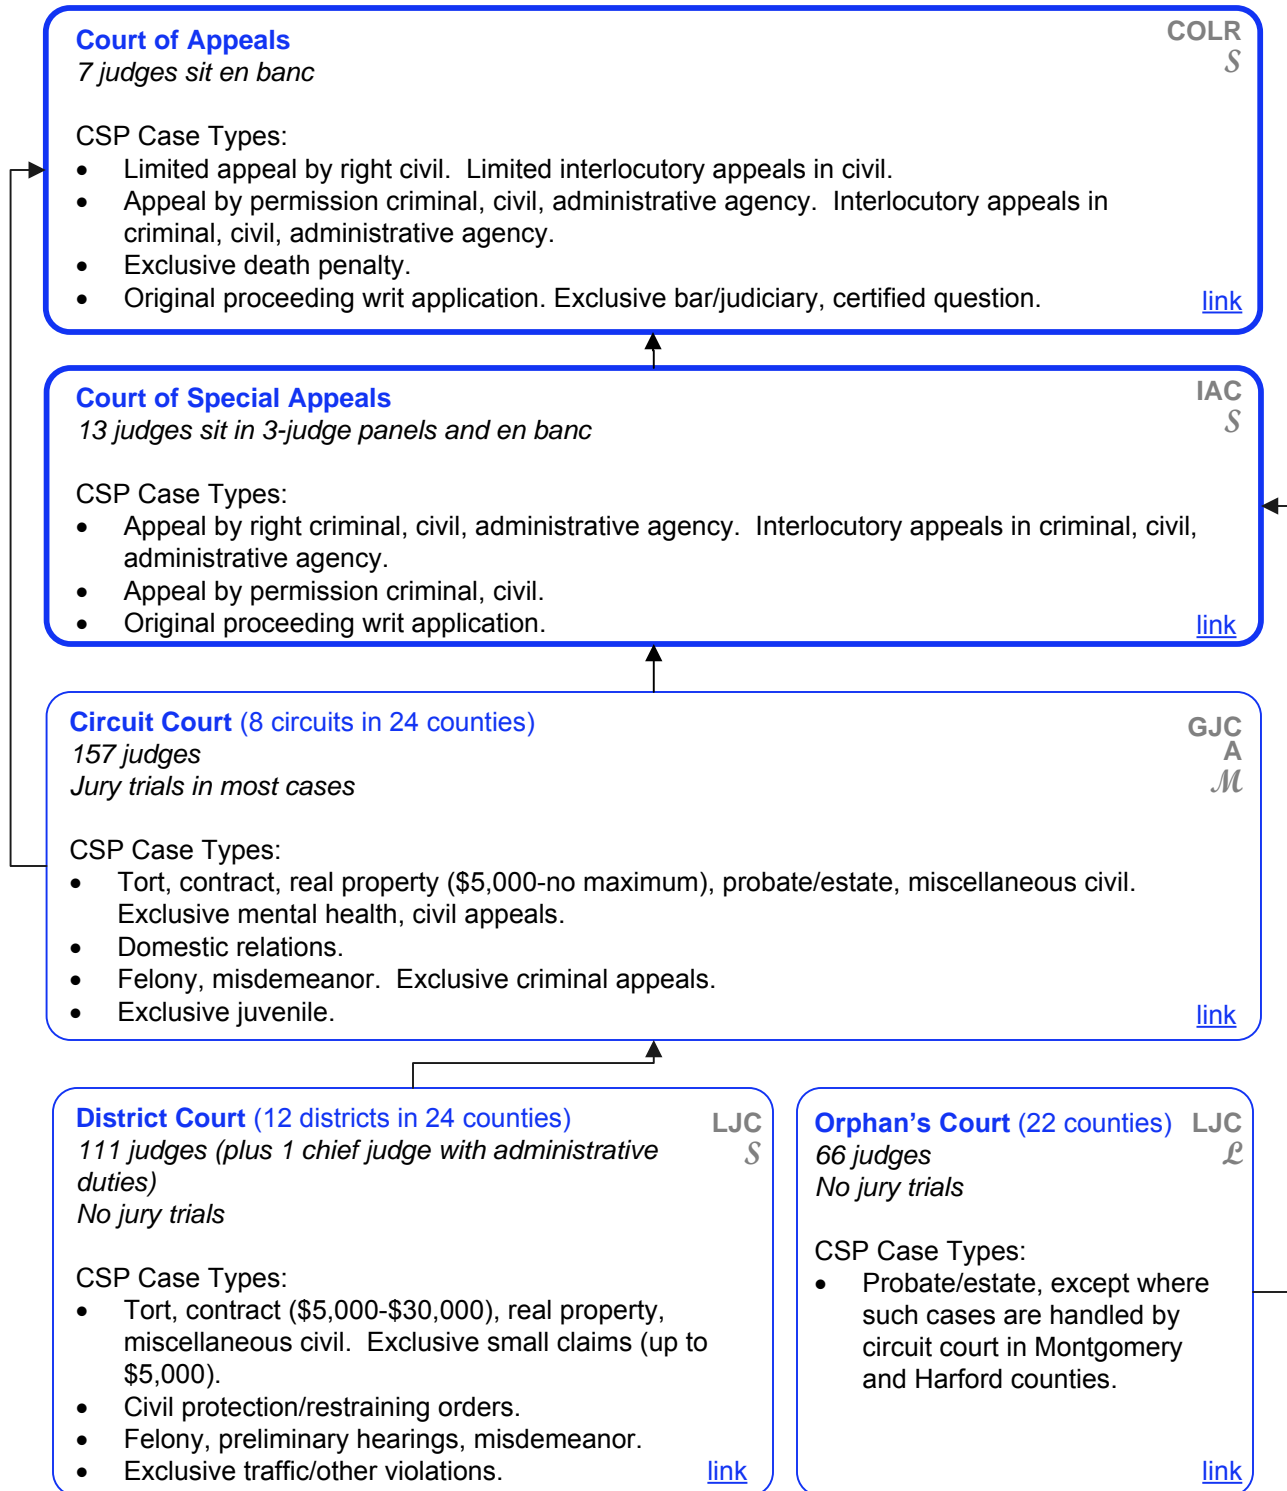 Court of Appeals
COLR
7 judges sit en banc
S
CSP Case Types:
• Limited appeal by right civil. Limited interlocutory appeals in civil.
• Appeal by permission criminal, civil, administrative agency. Interlocutory appeals in
criminal, civil, administrative agency.
• Exclusive death penalty.
• Original proceeding writ application. Exclusive bar/judiciary, certified question.
link
Court of Special Appeals
IAC
13 judges sit in 3-judge panels and en banc
S
CSP Case Types:
• Appeal by right criminal, civil, administrative agency. Interlocutory appeals in criminal, civil,
administrative agency.
• Appeal by permission criminal, civil.
• Original proceeding writ application.
link
Circuit Court (8 circuits in 24 counties)
GJC
157 judges
A
Jury trials in most cases
M
CSP Case Types:
• Tort, contract, real property ($5,000-no maximum), probate/estate, miscellaneous civil.
Exclusive mental health, civil appeals.
• Domestic relations.
• Felony, misdemeanor. Exclusive criminal appeals.
• Exclusive juvenile.
link
District Court (12 districts in 24 counties)
LJC
111 judges (plus 1 chief judge with administrative
S
duties)
No jury trials
CSP Case Types:
• Tort, contract ($5,000-$30,000), real property,
miscellaneous civil. Exclusive small claims (up to
$5,000).
• Civil protection/restraining orders.
• Felony, preliminary hearings, misdemeanor.
• Exclusive traffic/other violations.
link
Orphan's Court (22 counties)
LJC
66 judges
L
No jury trials
CSP Case Types:
• Probate/estate, except where
such cases are handled by
circuit court in Montgomery
and Harford counties.
link